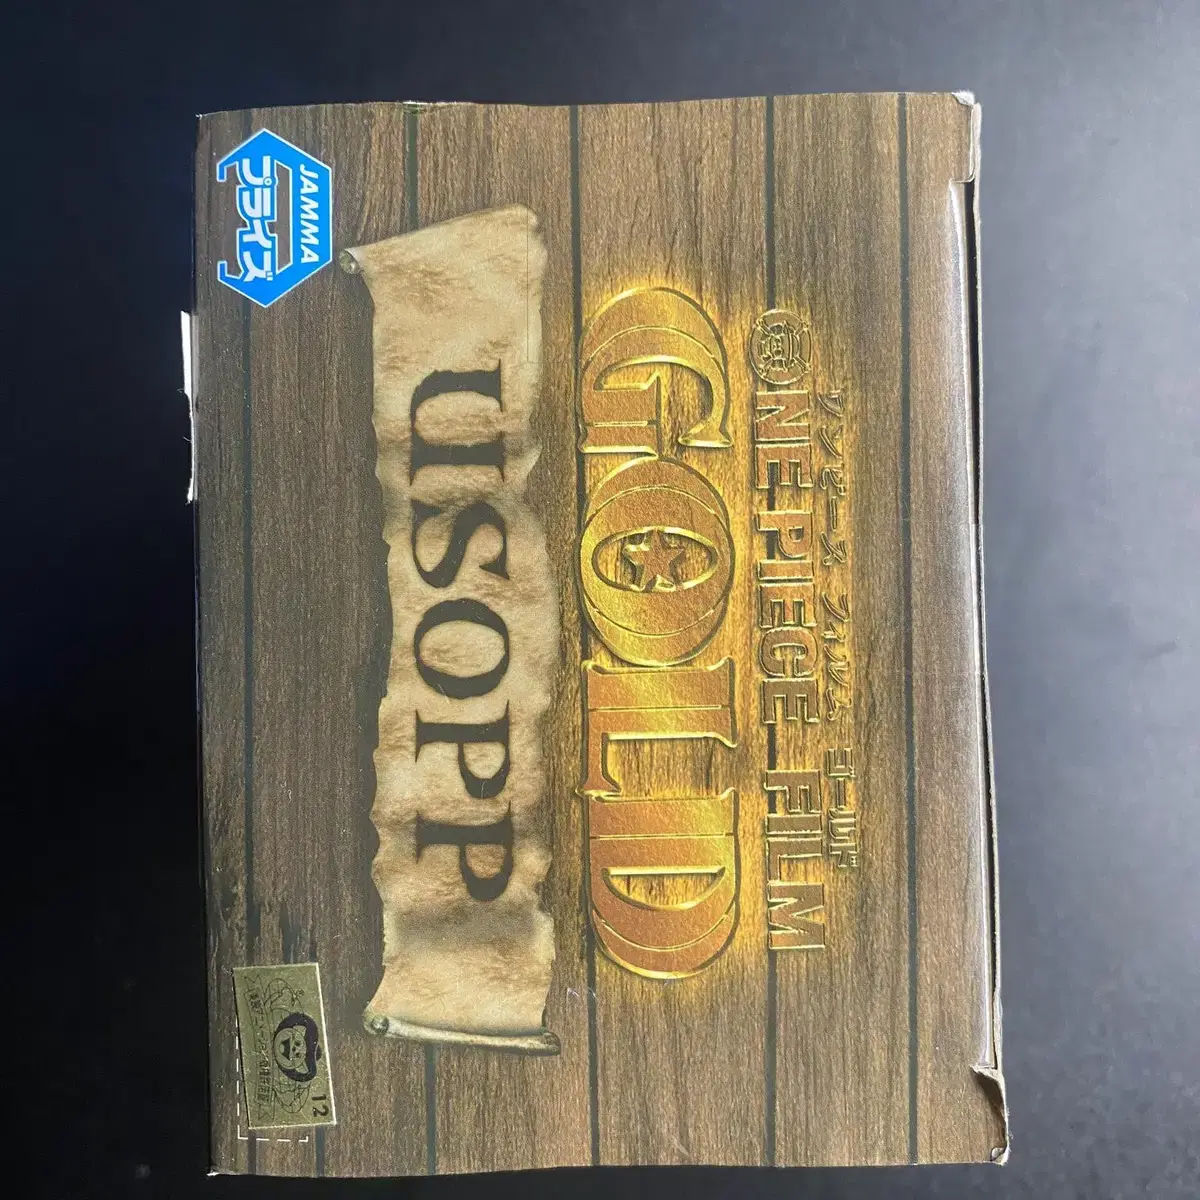 ワンピース フィルム ゴールド
ONE PIECE FILM
GOLD
USOPP
JAMMA
プライズ
12